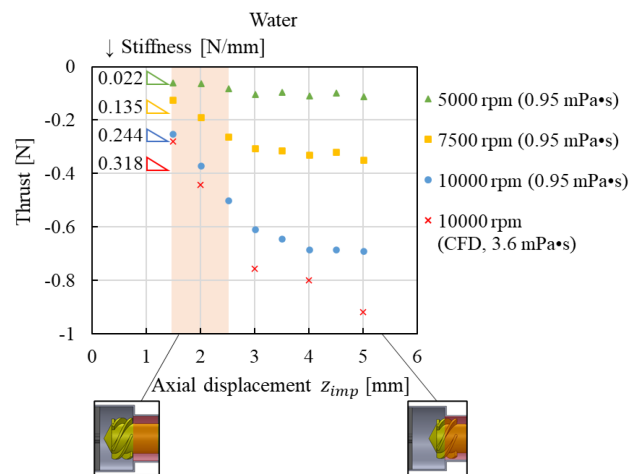 Water
↓ Stiffness [N/mm]
0
0.022
0.135
-0.2
0.244
0.318
-0.4
-0.6
-0.8
-1
Thrust [N]
5000 rpm (0.95 mPa•s)
7500 rpm (0.95 mPa•s)
10000 rpm (0.95 mPa•s)
10000 rpm
(CFD, 3.6 mPa•s)
0 1 2 3 4 5 6
Axial displacement z_imp [mm]